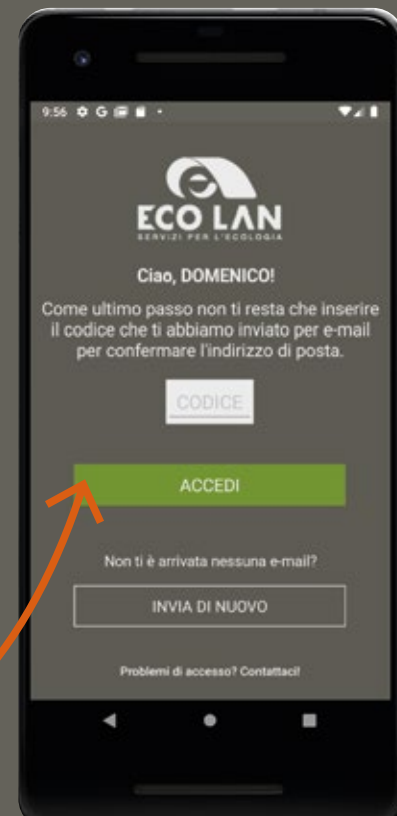 9:56
ECO LAN
SERVIZI PER L'ECOLOGIA
Ciao, DOMENICO!
Come ultimo passo non ti resta che inserire
il codice che ti abbiamo inviato per e-mail
per confermare l'indirizzo di posta.
CODICE
ACCEDI
Non ti è arrivata nessuna e-mail?
INVIA DI NUOVO
Problemi di accesso? Contattaci!